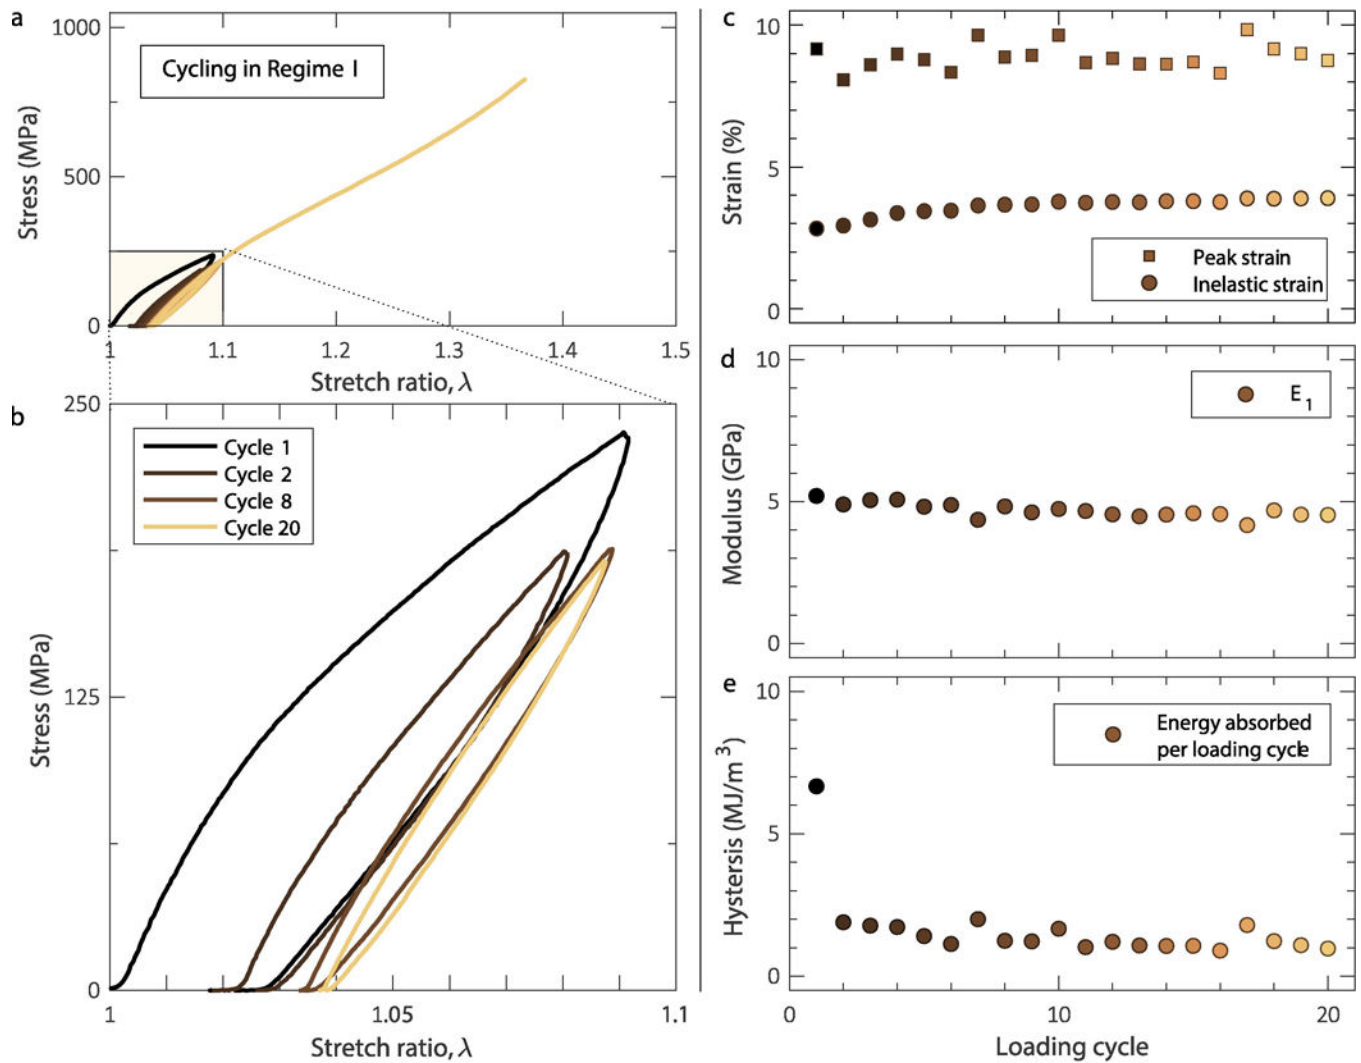 a
1000
500
0
Stress (MPa)
Cycling in Regime I
1
1.1
1.2
1.3
1.4
1.5
Stretch ratio, λ
b
250
125
0
Stress (MPa)
Cycle 1
Cycle 2
Cycle 8
Cycle 20
1
1.05
1.1
Stretch ratio, λ
c
10
5
0
Strain (%)
Peak strain
Inelastic strain
d
10
5
0
Modulus (GPa)
E1
e
10
5
0
Hystersis (MJ/m³)
Energy absorbed
per loading cycle
0
10
20
Loading cycle